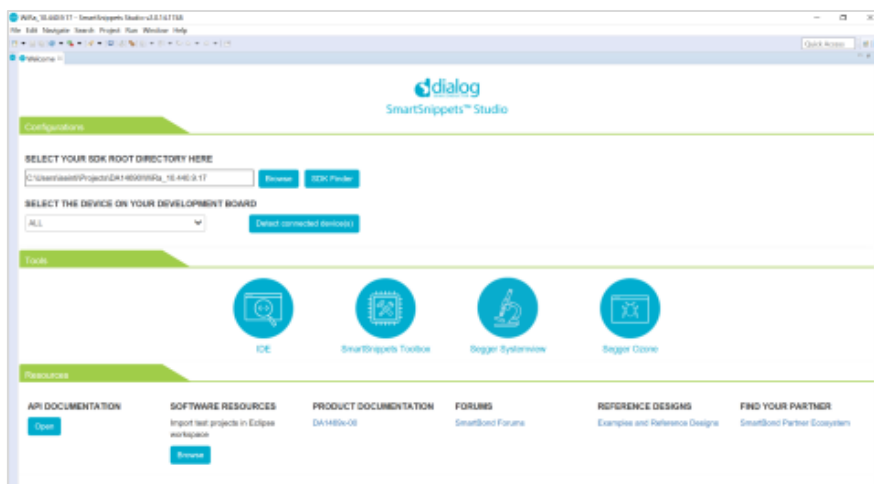 WiRa_10.440.9.17 - SmartSnippets Studio v2.0.14.1168
File Edit Navigate Search Project Run Window Help
Quick Access
Welcome
dialog
SmartSnippets™ Studio
Configurations
SELECT YOUR SDK ROOT DIRECTORY HERE
Browse SDK Finder
SELECT THE DEVICE ON YOUR DEVELOPMENT BOARD
ALL Detect connected device(s)
Tools
IDE SmartSnippets Toolbox Segger Systemview Segger Ozone
Resources
API DOCUMENTATION SOFTWARE RESOURCES PRODUCT DOCUMENTATION FORUMS REFERENCE DESIGNS FIND YOUR PARTNER
Open Import test projects in Eclipse workspace DA1469x-00 SmartBond Forums Examples and Reference Designs SmartBond Partner Ecosystem
Browse